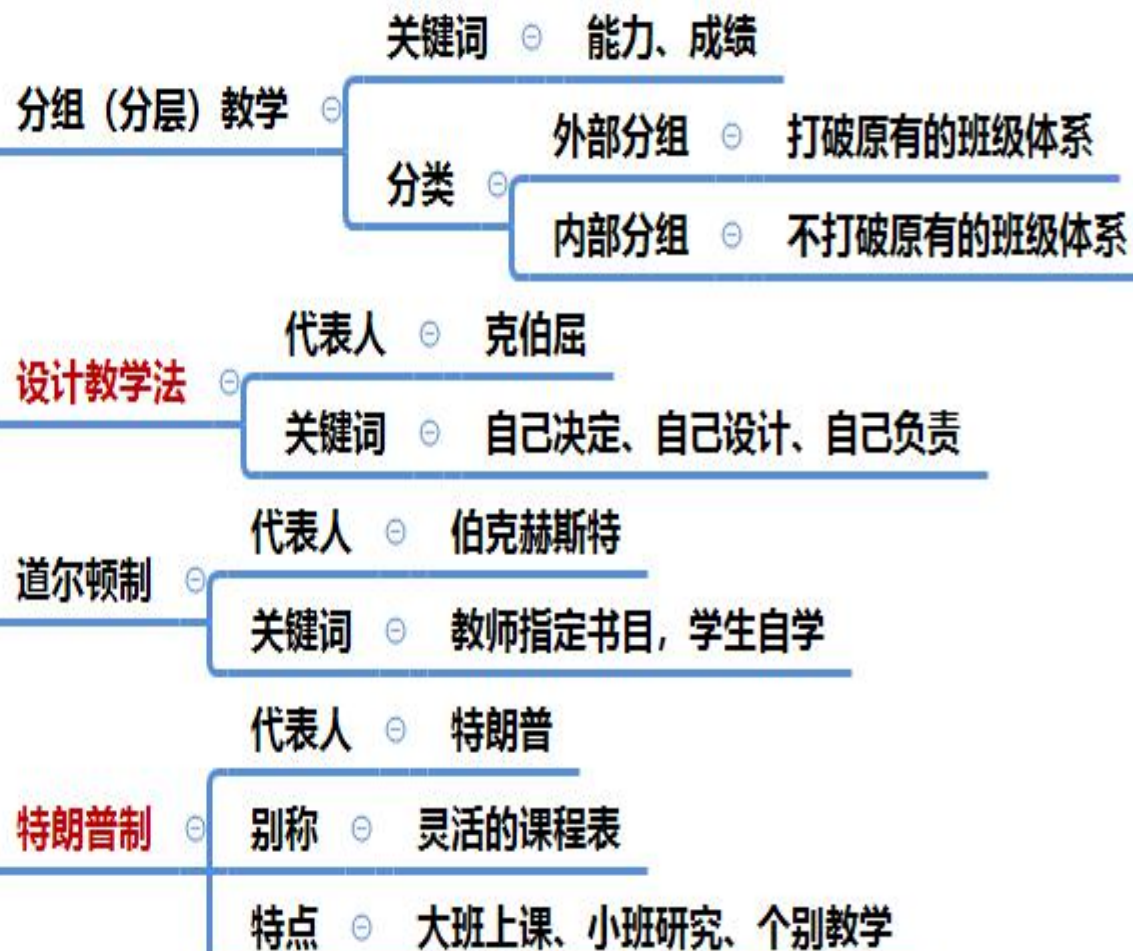 关键词 能力、成绩
分组（分层）教学
外部分组 打破原有的班级体系
分类
内部分组 不打破原有的班级体系
代表人 克伯屈
设计教学法
关键词 自己决定、自己设计、自己负责
代表人 伯克赫斯特
道尔顿制
关键词 教师指定书目，学生自学
代表人 特朗普
特朗普制 别称 灵活的课程表
特点 大班上课、小班研究、个别教学